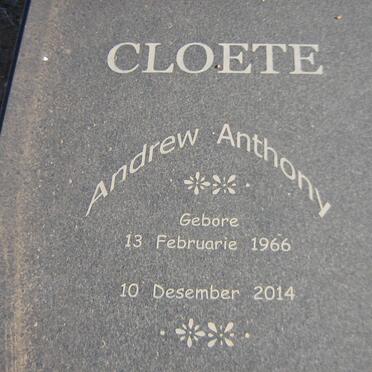 CLOETE
Andrew Anthony
Gebore
13 Februarie 1966
10 Desember 2014